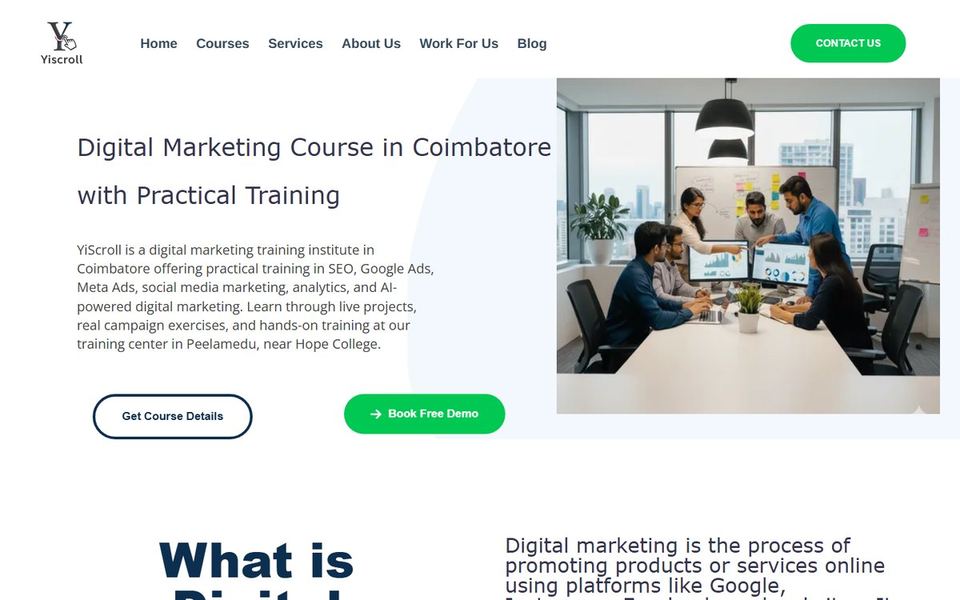 Yiscroll
Home
Courses
Services
About Us
Work For Us
Blog
CONTACT US
Digital Marketing Course in Coimbatore
with Practical Training
YiScroll is a digital marketing training institute in
Coimbatore offering practical training in SEO, Google Ads,
Meta Ads, social media marketing, analytics, and AI-
powered digital marketing. Learn through live projects,
real campaign exercises, and hands-on training at our
training center in Peelamedu, near Hope College.
Get Course Details
Book Free Demo
What is
Digital
Digital marketing is the process of
promoting products or services online
using platforms like Google,